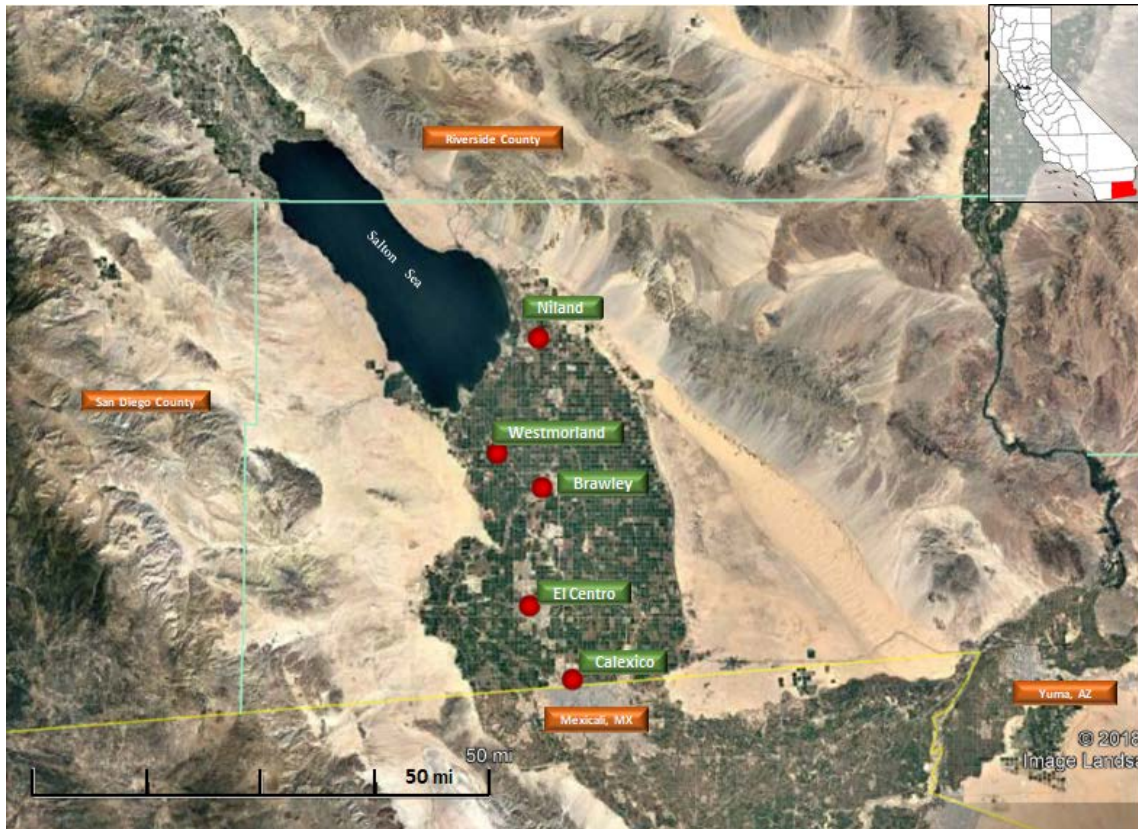 Riverside County
Salton Sea
Niland
San Diego County
Westmorland
Brawley
El Centro
Calexico
Yuma, AZ
Mexicali, MX
© 2018
50 mi
50 mi
Image Landsa